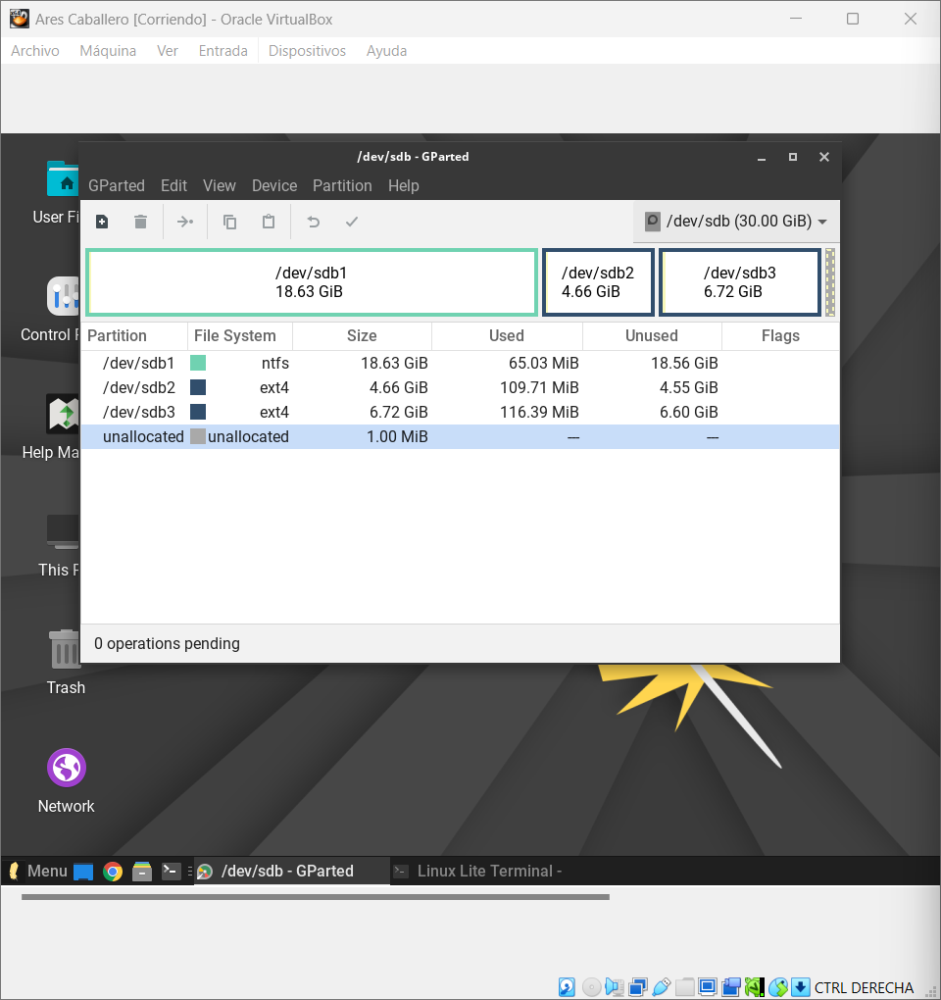 Ares Caballero [Corriendo] - Oracle VirtualBox
Archivo Máquina Ver Entrada Dispositivos Ayuda
/dev/sdb - GParted
GParted Edit View Device Partition Help
/dev/sdb (30.00 GiB)
/dev/sdb1
18.63 GiB
/dev/sdb2
4.66 GiB
/dev/sdb3
6.72 GiB
Partition File System Size Used Unused Flags
/dev/sdb1 ntfs 18.63 GiB 65.03 MiB 18.56 GiB
/dev/sdb2 ext4 4.66 GiB 109.71 MiB 4.55 GiB
/dev/sdb3 ext4 6.72 GiB 116.39 MiB 6.60 GiB
unallocated unallocated 1.00 MiB --- ---
0 operations pending
User Fi
Control
Help Ma
This P
Trash
Network
Menu /dev/sdb - GParted Linux Lite Terminal -
CTRL DERECHA